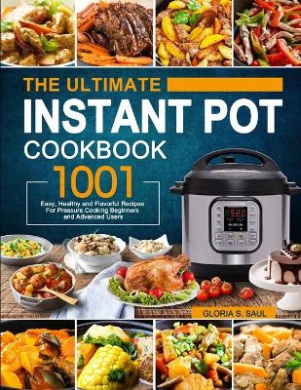 THE ULTIMATE
INSTANT POT
COOKBOOK
1001
Easy, Healthy and Flavorful Recipes
For Pressure Cooking Beginners
and Advanced Users
GLORIA S. SAUL